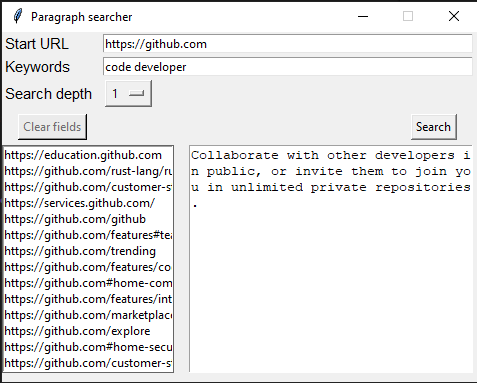 Paragraph searcher
Start URL
https://github.com
Keywords
code developer
Search depth
1
Clear fields
Search
https://education.github.com
https://github.com/rust-lang/ru
https://github.com/customer-st
https://services.github.com/
https://github.com/github
https://github.com/features#tea
https://github.com/trending
https://github.com/features/co
https://github.com#home-com
https://github.com/features/int
https://github.com/marketplace
https://github.com/explore
https://github.com#home-secu
https://github.com/customer-st
Collaborate with other developers i
n public, or invite them to join yo
u in unlimited private repositories
.